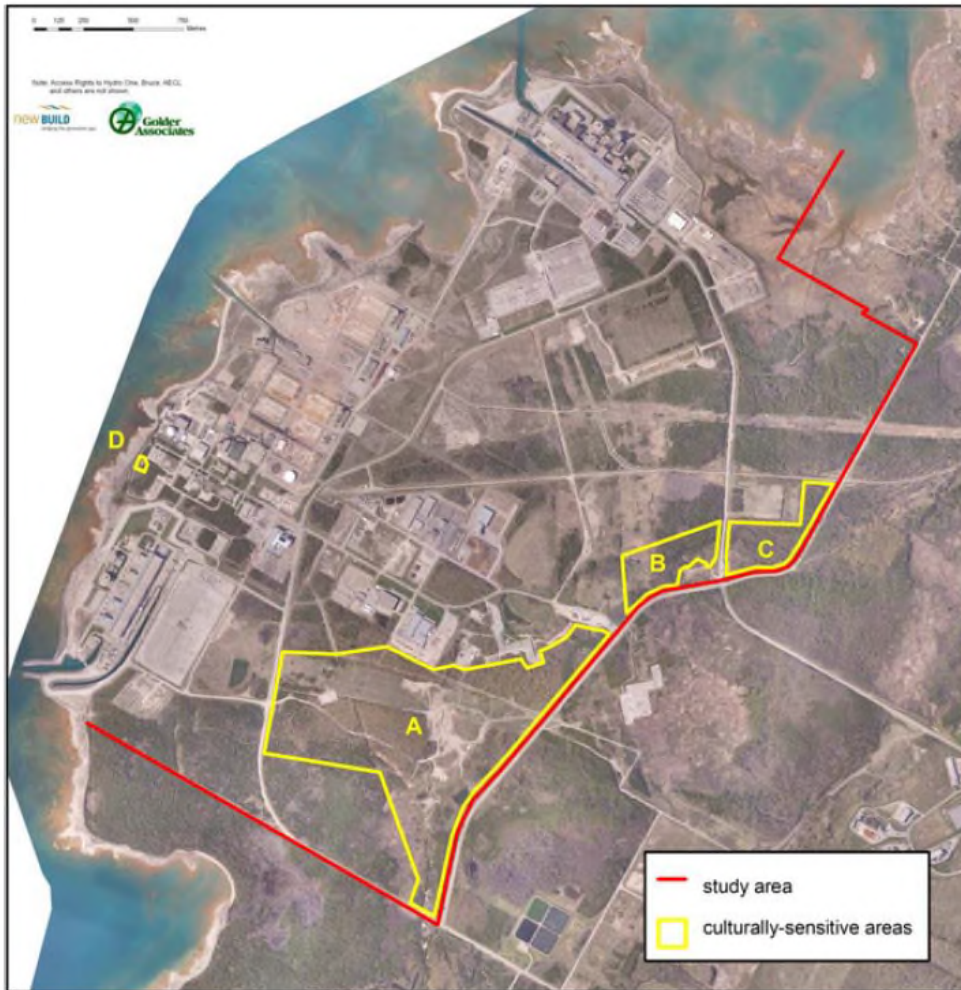 0 125 250 500 750
Metres
Note: Access Rights to Hydro One, Bruce, AECL
and others are not shown.
new BUILD
Golder
Associates
D
B
C
A
study area
culturally-sensitive areas